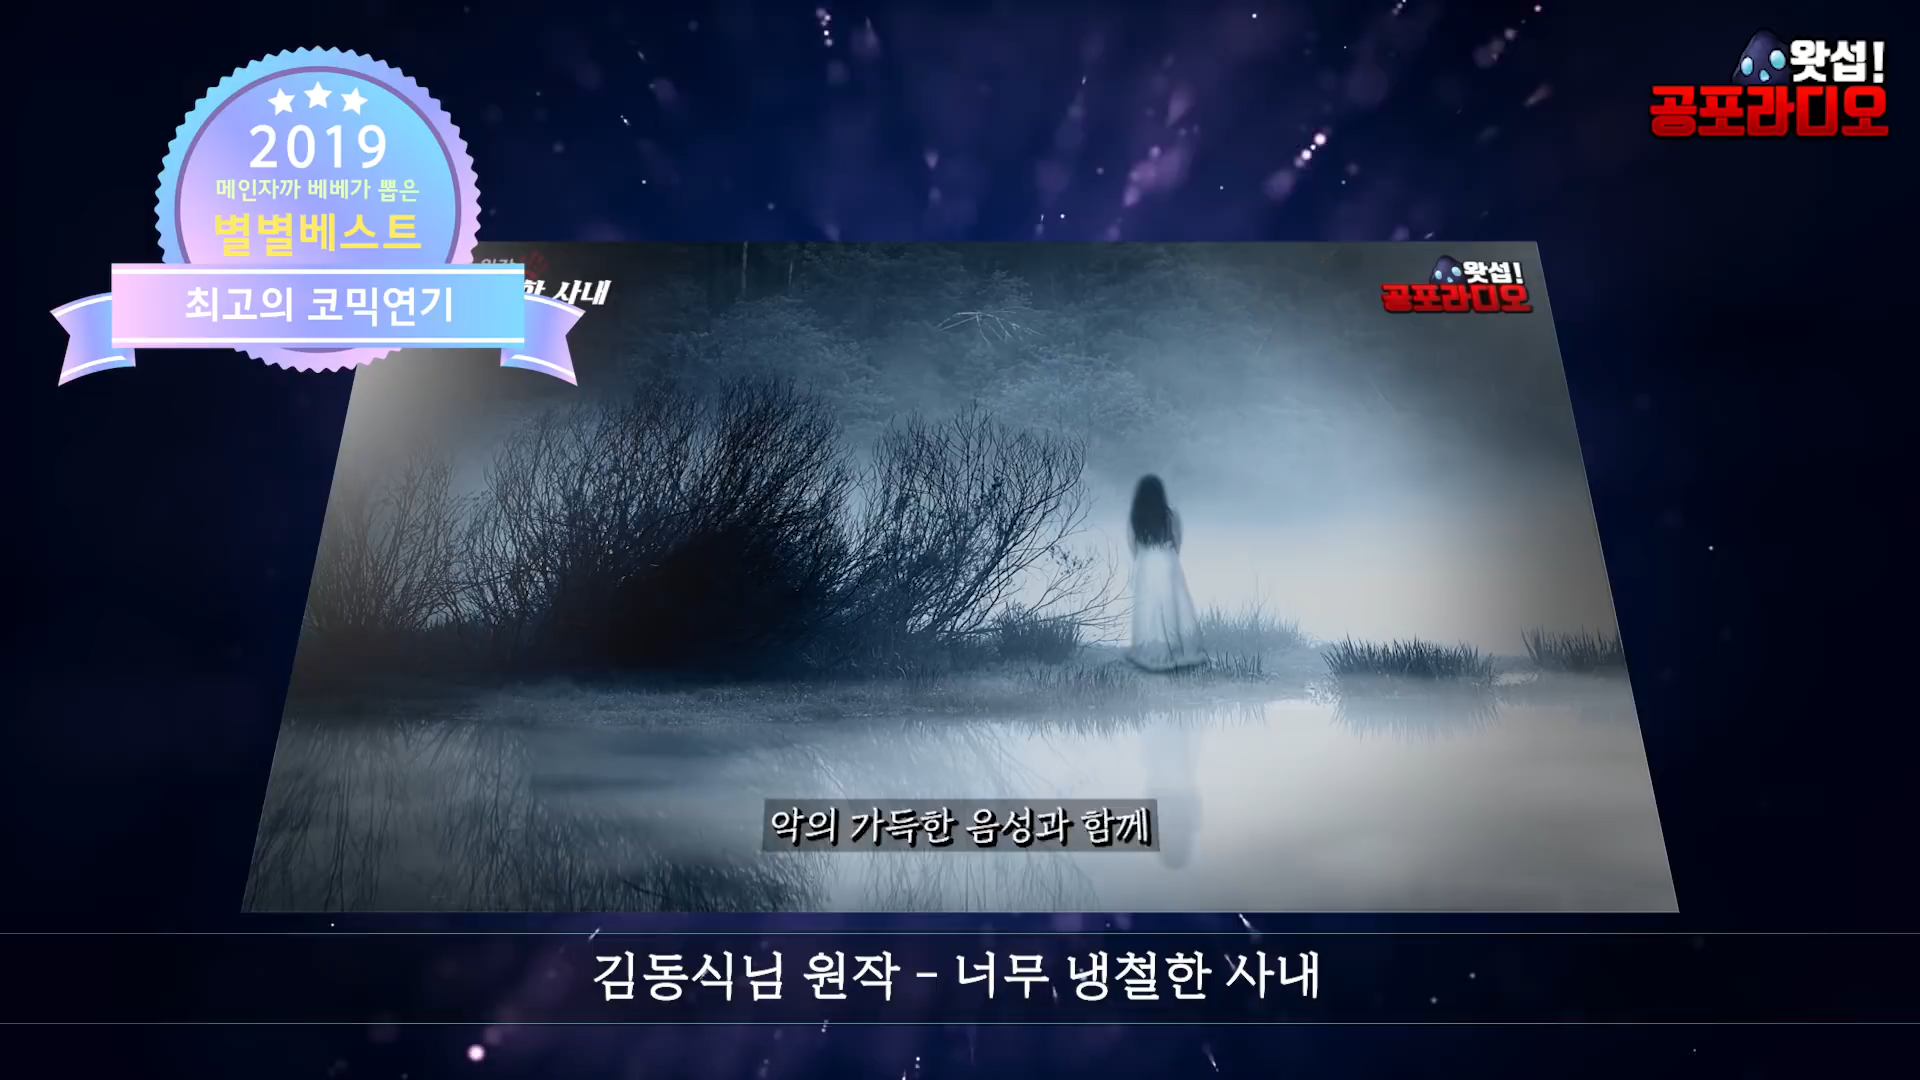 2019
메인자까 베베가 뽑은
별별베스트
최고의 코믹연기
왓섭!
공포라디오
사내
왓섭!
공포라디오
악의 가득한 음성과 함께
김동식님 원작 - 너무 냉철한 사내